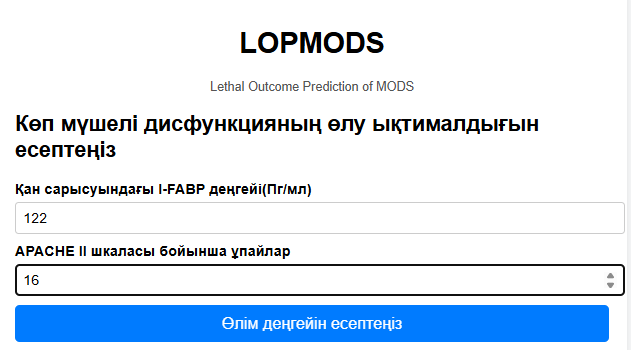 LOPMODS
Lethal Outcome Prediction of MODS
Көп мүшелі дисфункцияның өлу ықтималдығын
есептеңіз
Қан сарысуындағы I-FABP деңгейі(Пг/мл)
122
APACHE II шкаласы бойынша ұпайлар
16
Өлім деңгейін есептеңіз